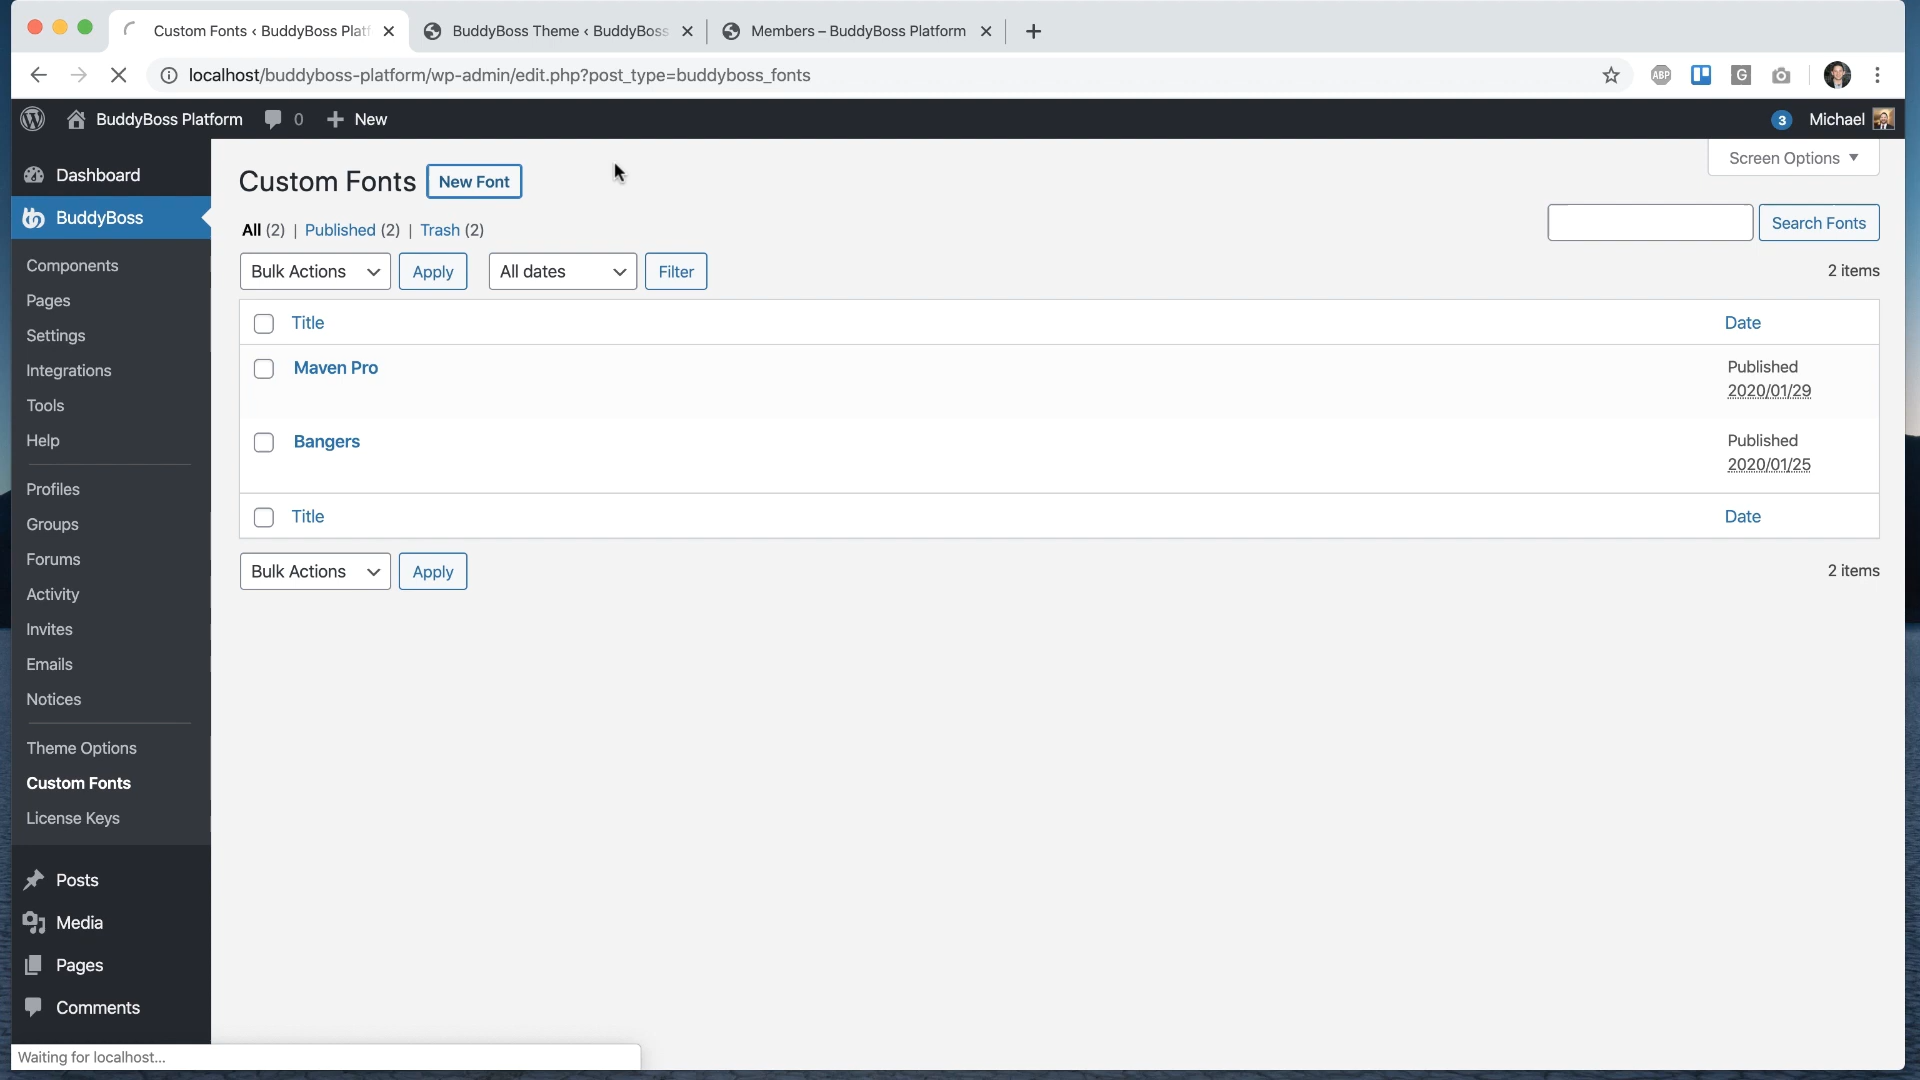 Custom Fonts ‹ BuddyBoss Plat
BuddyBoss Theme ‹ BuddyBoss
Members – BuddyBoss Platform
localhost/buddyboss-platform/wp-admin/edit.php?post_type=buddyboss_fonts
ABP
G
BuddyBoss Platform
0
New
3
Michael
Dashboard
BuddyBoss
Components
Pages
Settings
Integrations
Tools
Help
Profiles
Groups
Forums
Activity
Invites
Emails
Notices
Theme Options
Custom Fonts
License Keys
Posts
Media
Pages
Comments
Custom Fonts
New Font
Screen Options
All (2) | Published (2) | Trash (2)
Search Fonts
Bulk Actions
Apply
All dates
Filter
2 items
Title
Date
Maven Pro
Published
2020/01/29
Bangers
Published
2020/01/25
Title
Date
Bulk Actions
Apply
2 items
Waiting for localhost...